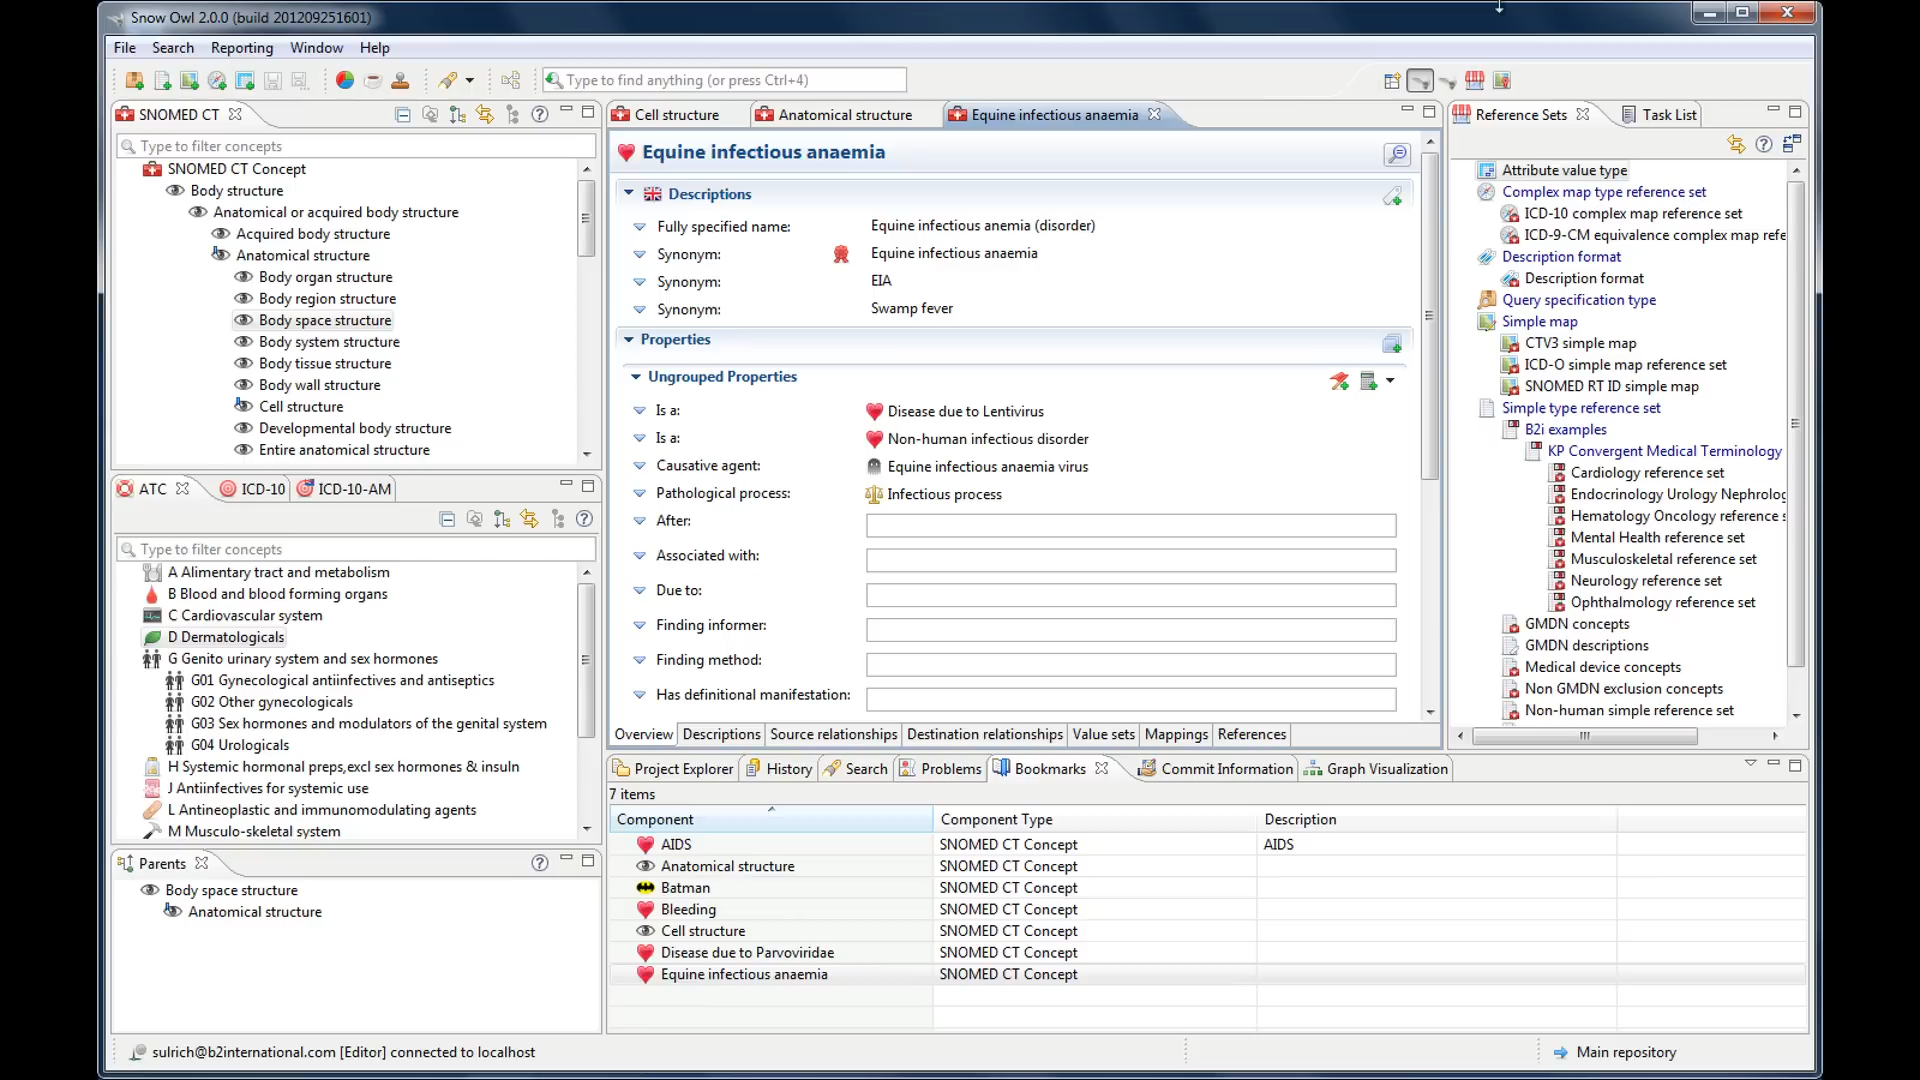 Snow Owl 2.0.0 (build 201209251601)
File Search Reporting Window Help
Type to find anything (or press Ctrl+4)
SNOMED CT
Type to filter concepts
SNOMED CT Concept
Body structure
Anatomical or acquired body structure
Acquired body structure
Anatomical structure
Body organ structure
Body region structure
Body space structure
Body system structure
Body tissue structure
Body wall structure
Cell structure
Developmental body structure
Entire anatomical structure
ATC ICD-10 ICD-10-AM
Type to filter concepts
A Alimentary tract and metabolism
B Blood and blood forming organs
C Cardiovascular system
D Dermatologicals
G Genito urinary system and sex hormones
G01 Gynecological antiinfectives and antiseptics
G02 Other gynecologicals
G03 Sex hormones and modulators of the genital system
G04 Urologicals
H Systemic hormonal preps,excl sex hormones & insuln
J Antiinfectives for systemic use
L Antineoplastic and immunomodulating agents
M Musculo-skeletal system
Parents
Body space structure
Anatomical structure
Cell structure Anatomical structure Equine infectious anaemia
Equine infectious anaemia
Descriptions
Fully specified name: Equine infectious anemia (disorder)
Synonym: Equine infectious anaemia
Synonym: EIA
Synonym: Swamp fever
Properties
Ungrouped Properties
Is a: Disease due to Lentivirus
Is a: Non-human infectious disorder
Causative agent: Equine infectious anaemia virus
Pathological process: Infectious process
After:
Associated with:
Due to:
Finding informer:
Finding method:
Has definitional manifestation:
Overview Descriptions Source relationships Destination relationships Value sets Mappings References
Project Explorer History Search Problems Bookmarks Commit Information Graph Visualization
7 items
Component Component Type Description
AIDS SNOMED CT Concept AIDS
Anatomical structure SNOMED CT Concept
Batman SNOMED CT Concept
Bleeding SNOMED CT Concept
Cell structure SNOMED CT Concept
Disease due to Parvoviridae SNOMED CT Concept
Equine infectious anaemia SNOMED CT Concept
Reference Sets Task List
Attribute value type
Complex map type reference set
ICD-10 complex map reference set
ICD-9-CM equivalence complex map refe
Description format
Description format
Query specification type
Simple map
CTV3 simple map
ICD-O simple map reference set
SNOMED RT ID simple map
Simple type reference set
B2i examples
KP Convergent Medical Terminology
Cardiology reference set
Endocrinology Urology Nephrolog
Hematology Oncology reference s
Mental Health reference set
Musculoskeletal reference set
Neurology reference set
Ophthalmology reference set
GMDN concepts
GMDN descriptions
Medical device concepts
Non GMDN exclusion concepts
Non-human simple reference set
sulrich@b2international.com [Editor] connected to localhost
Main repository